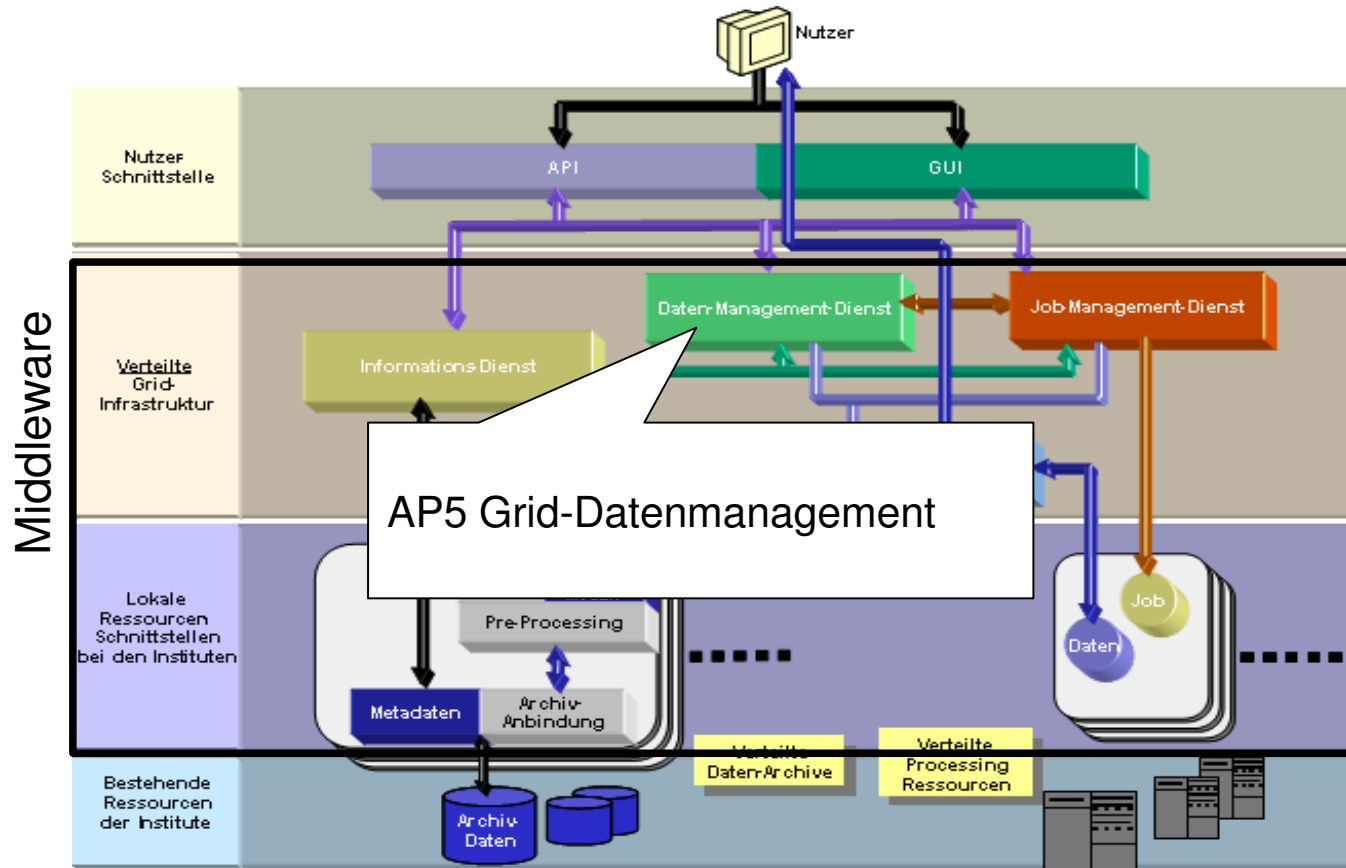 Nutzer
Nutzer
Schnittstelle
API
GUI
Middleware
Verteilte
Grid-
Infrastruktur
Informations-Dienst
Daten-Management-Dienst
Job-Management-Dienst
AP5 Grid-Datenmanagement
Lokale
Ressourcen
Schnittstellen
bei den Instituten
Pre-Processing
Metadaten
Archiv-
Anbindung
Daten
Job
Bestehende
Ressourcen
der Institute
Archiv-
Daten
Verteilte
Daten-Archive
Verteilte
Processing
Ressourcen